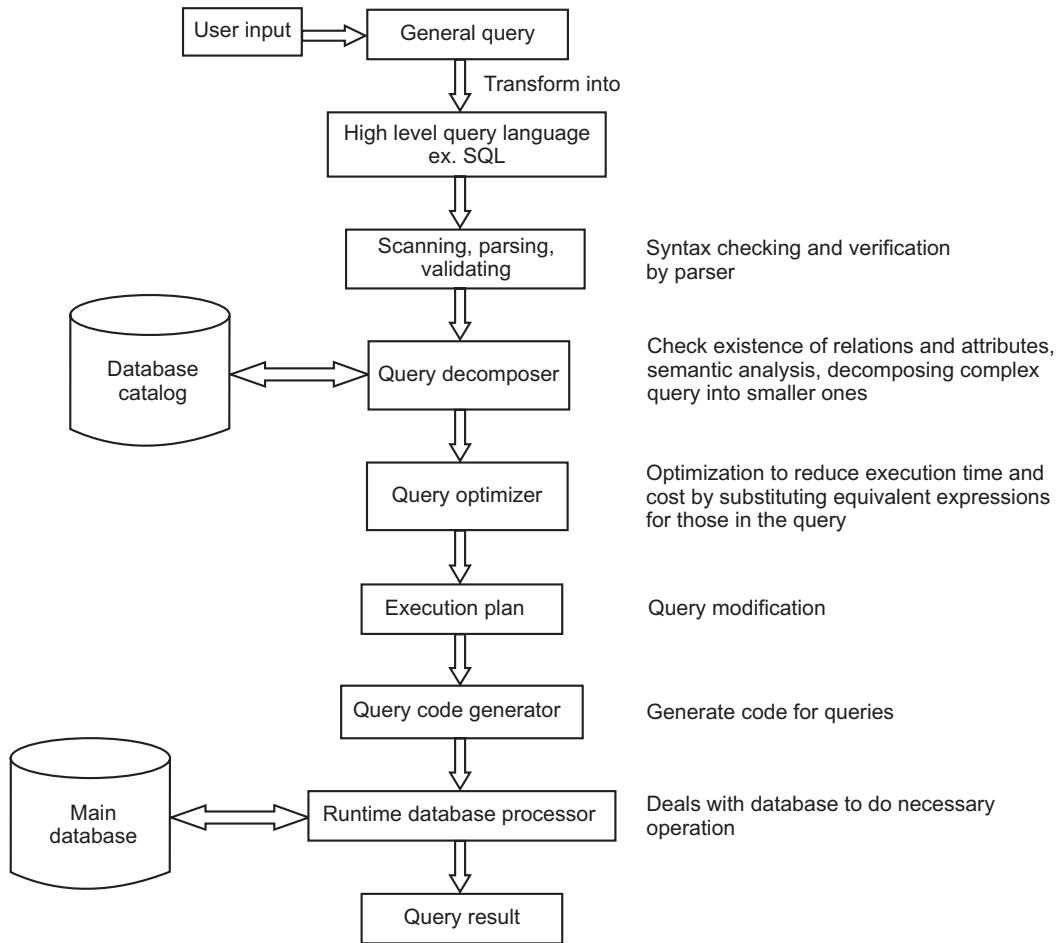 User input
General query
Transform into
High level query language
ex. SQL
Scanning, parsing,
validating
Syntax checking and verification
by parser
Database
catalog
Query decomposer
Check existence of relations and attributes,
semantic analysis, decomposing complex
query into smaller ones
Query optimizer
Optimization to reduce execution time and
cost by substituting equivalent expressions
for those in the query
Execution plan
Query modification
Query code generator
Generate code for queries
Main
database
Runtime database processor
Deals with database to do necessary
operation
Query result